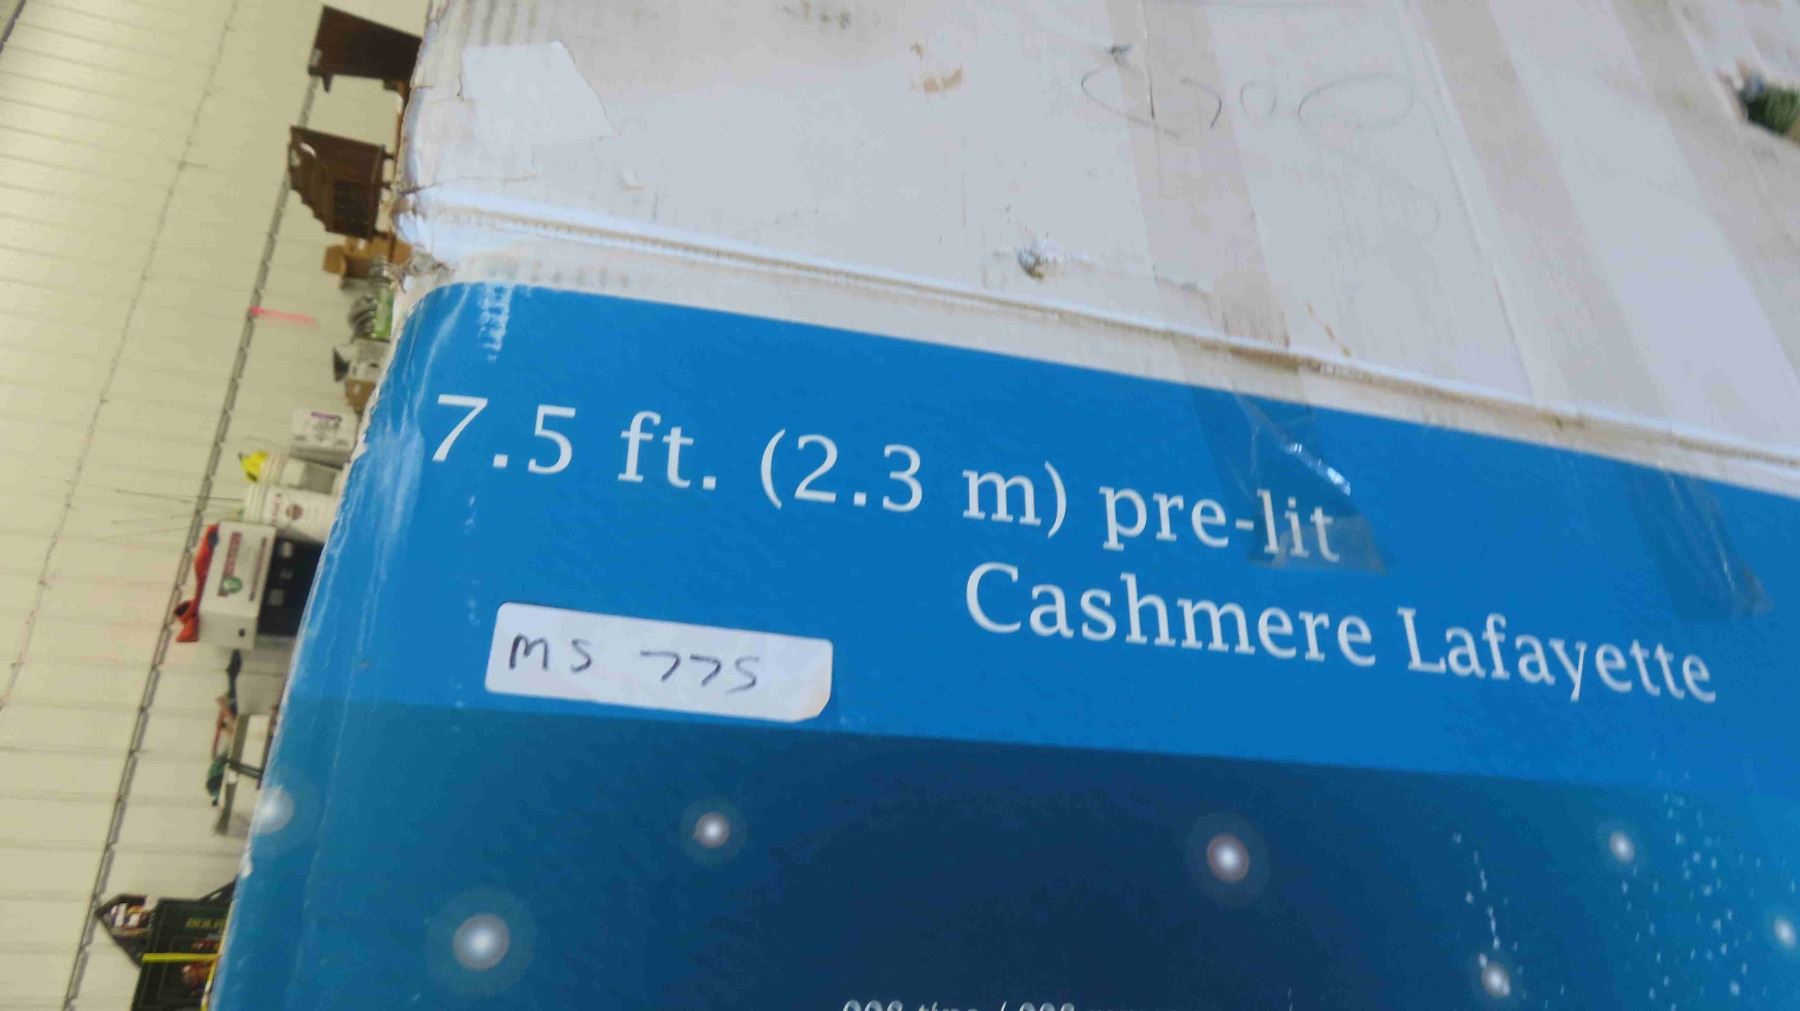 7.5 ft. (2.3 m) pre-lit
Cashmere Lafayette
MS 775